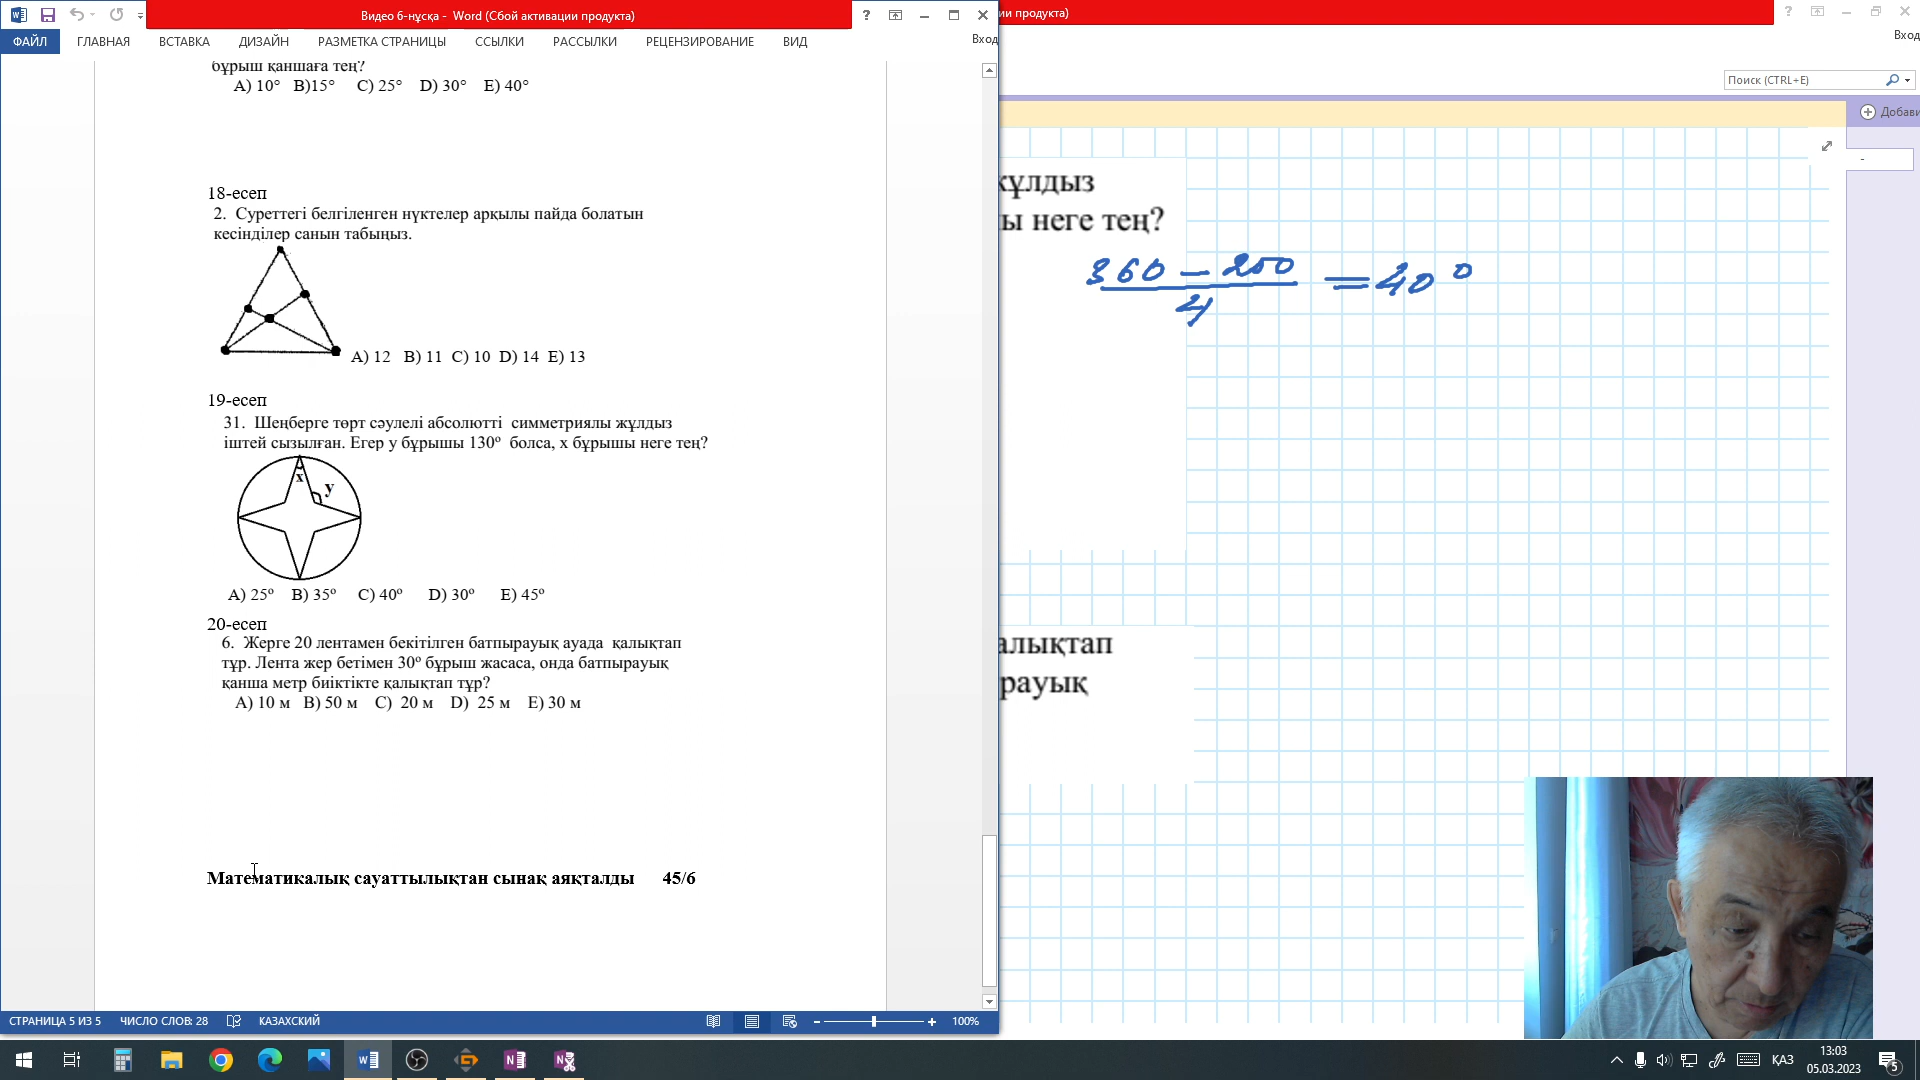 Видео 6-нұсқа - Word (Сбой активации продукта)
ии продукта)
ФАЙЛ ГЛАВНАЯ ВСТАВКА ДИЗАЙН РАЗМЕТКА СТРАНИЦЫ ССЫЛКИ РАССЫЛКИ РЕЦЕНЗИРОВАНИЕ ВИД Вход
Вход
Поиск (CTRL+E)
Добави
бұрыш қаншаға тең?
A) 10° B)15° C) 25° D) 30° E) 40°
18-есеп
2. Суреттегі белгіленген нүктелер арқылы пайда болатын
кесінділер санын табыңыз.
A) 12 B) 11 C) 10 D) 14 E) 13
19-есеп
31. Шеңберге төрт сәулелі абсолютті симметриялы жұлдыз
іштей сызылған. Егер у бұрышы 130° болса, х бұрышы неге тең?
x
y
A) 25° B) 35° C) 40° D) 30° E) 45°
20-есеп
6. Жерге 20 лентамен бекітілген батпырауық ауада қалықтап
тұр. Лента жер бетімен 30° бұрыш жасаса, онда батпырауық
қанша метр биіктікте қалықтап тұр?
A) 10 м B) 50 м C) 20 м D) 25 м E) 30 м
Математикалық сауаттылықтан сынақ аяқталды 45/6
жұлдыз
ы неге тең?
360 - 200
4
= 40°
алықтап
рауық
СТРАНИЦА 5 ИЗ 5 ЧИСЛО СЛОВ: 28 КАЗАХСКИЙ 100%
ҚАЗ
13:03
05.03.2023
5